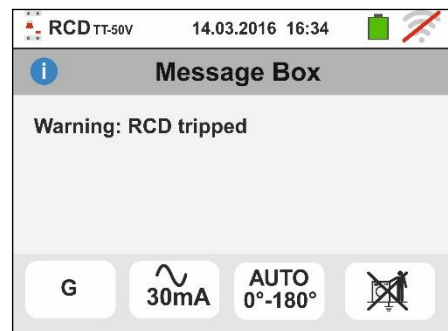 RCD TT-50V 14.03.2016 16:34
i Message Box
Warning: RCD tripped
G 30mA AUTO
0°-180°